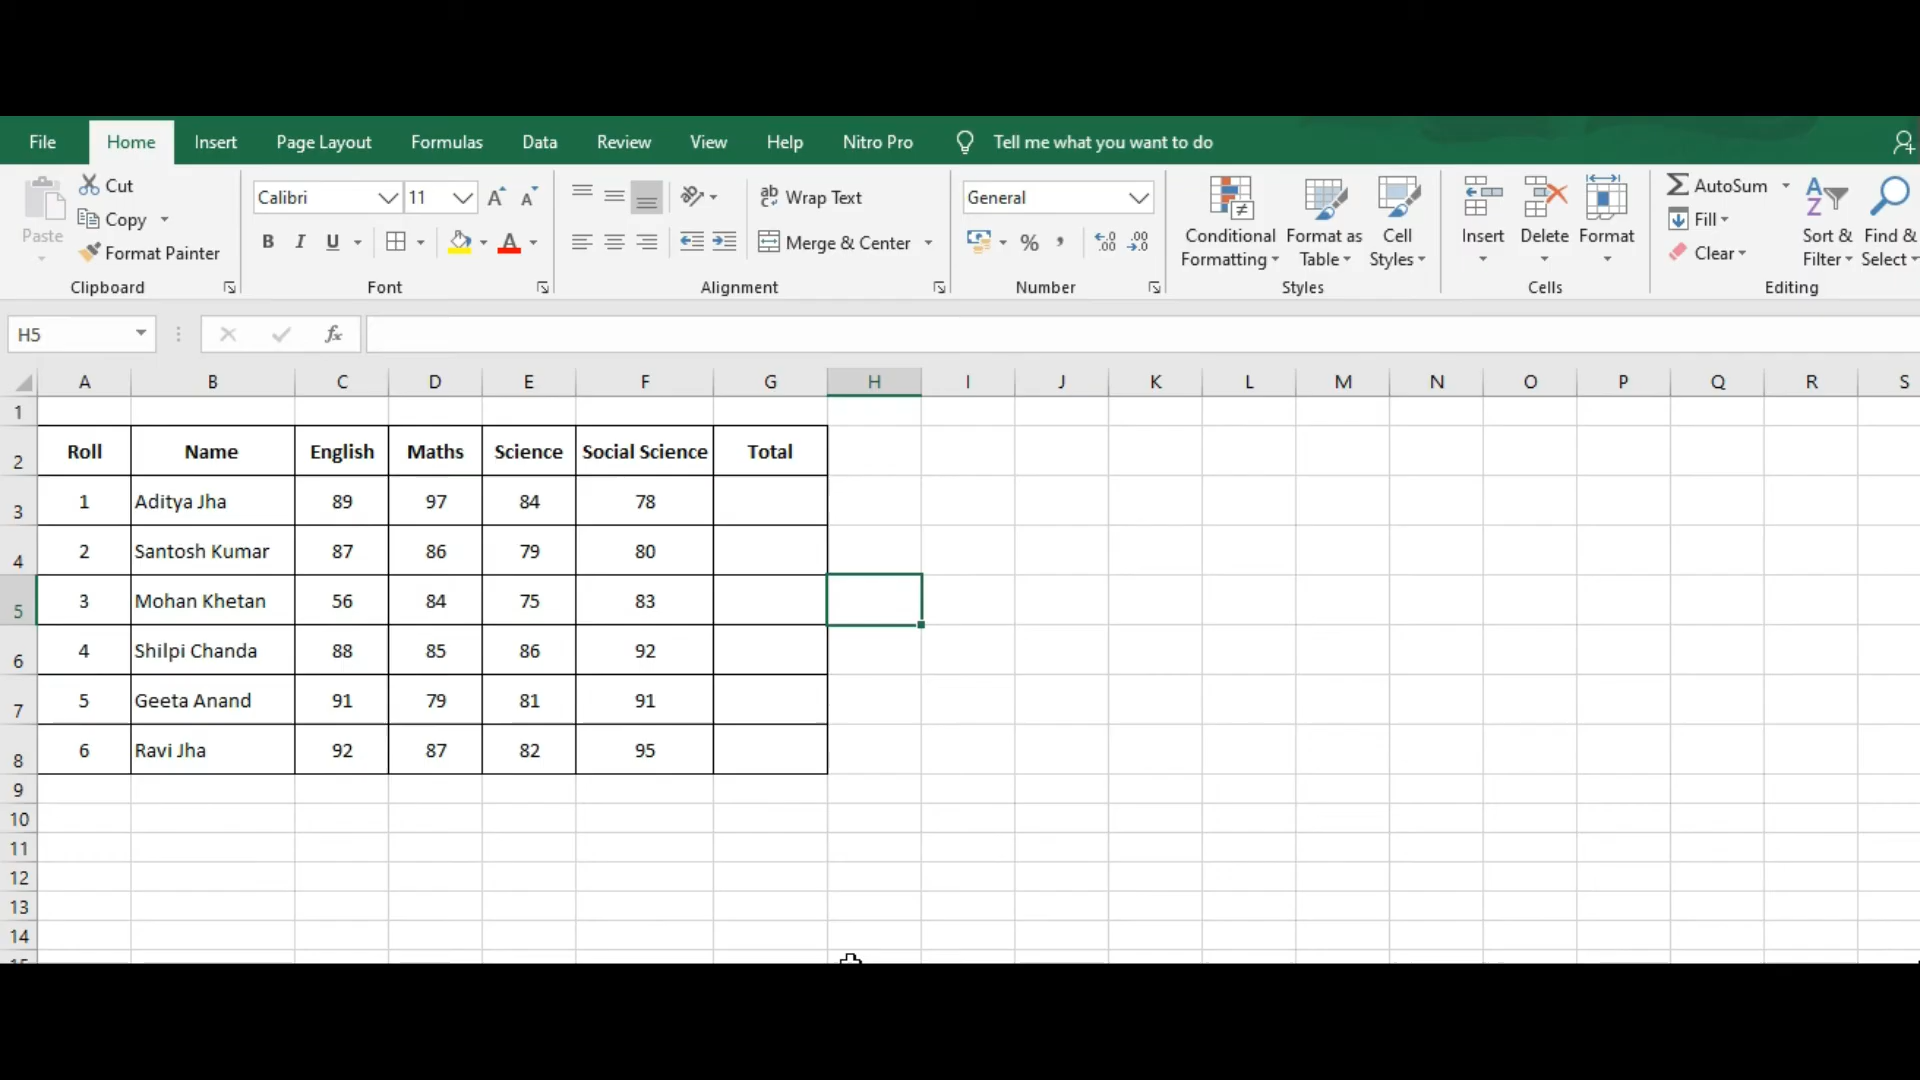 File Home Insert Page Layout Formulas Data Review View Help Nitro Pro Tell me what you want to do
Paste
Cut
Copy
Format Painter
Clipboard
Calibri 11 A A
B I U A
Font
ab Wrap Text
Merge & Center
Alignment
General
% , .0 .00 .00 .0
Number
Conditional Formatting
Format as Table
Cell Styles
Styles
Insert Delete Format
Cells
AutoSum
Fill
Clear
Sort & Filter
Find & Select
Editing
H5 fx
A B C D E F G H I J K L M N O P Q R S
1
2 Roll Name English Maths Science Social Science Total
3 1 Aditya Jha 89 97 84 78
4 2 Santosh Kumar 87 86 79 80
5 3 Mohan Khetan 56 84 75 83
6 4 Shilpi Chanda 88 85 86 92
7 5 Geeta Anand 91 79 81 91
8 6 Ravi Jha 92 87 82 95
9
10
11
12
13
14